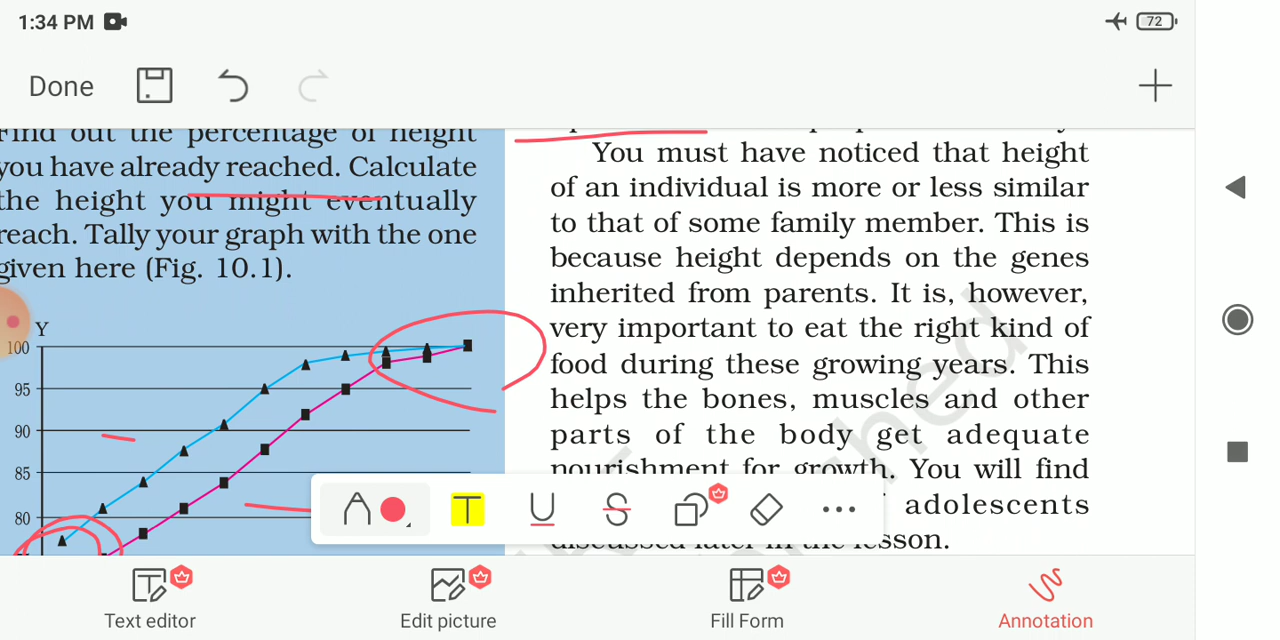 1:34 PM
72
Done
Find out the percentage of height
you have already reached. Calculate
the height you might eventually
reach. Tally your graph with the one
given here (Fig. 10.1).
Y
100
95
90
85
80
You must have noticed that height
of an individual is more or less similar
to that of some family member. This is
because height depends on the genes
inherited from parents. It is, however,
very important to eat the right kind of
food during these growing years. This
helps the bones, muscles and other
parts of the body get adequate
nourishment for growth. You will find
adolescents
discussed later in the lesson.
T
U
S
Text editor
Edit picture
Fill Form
Annotation